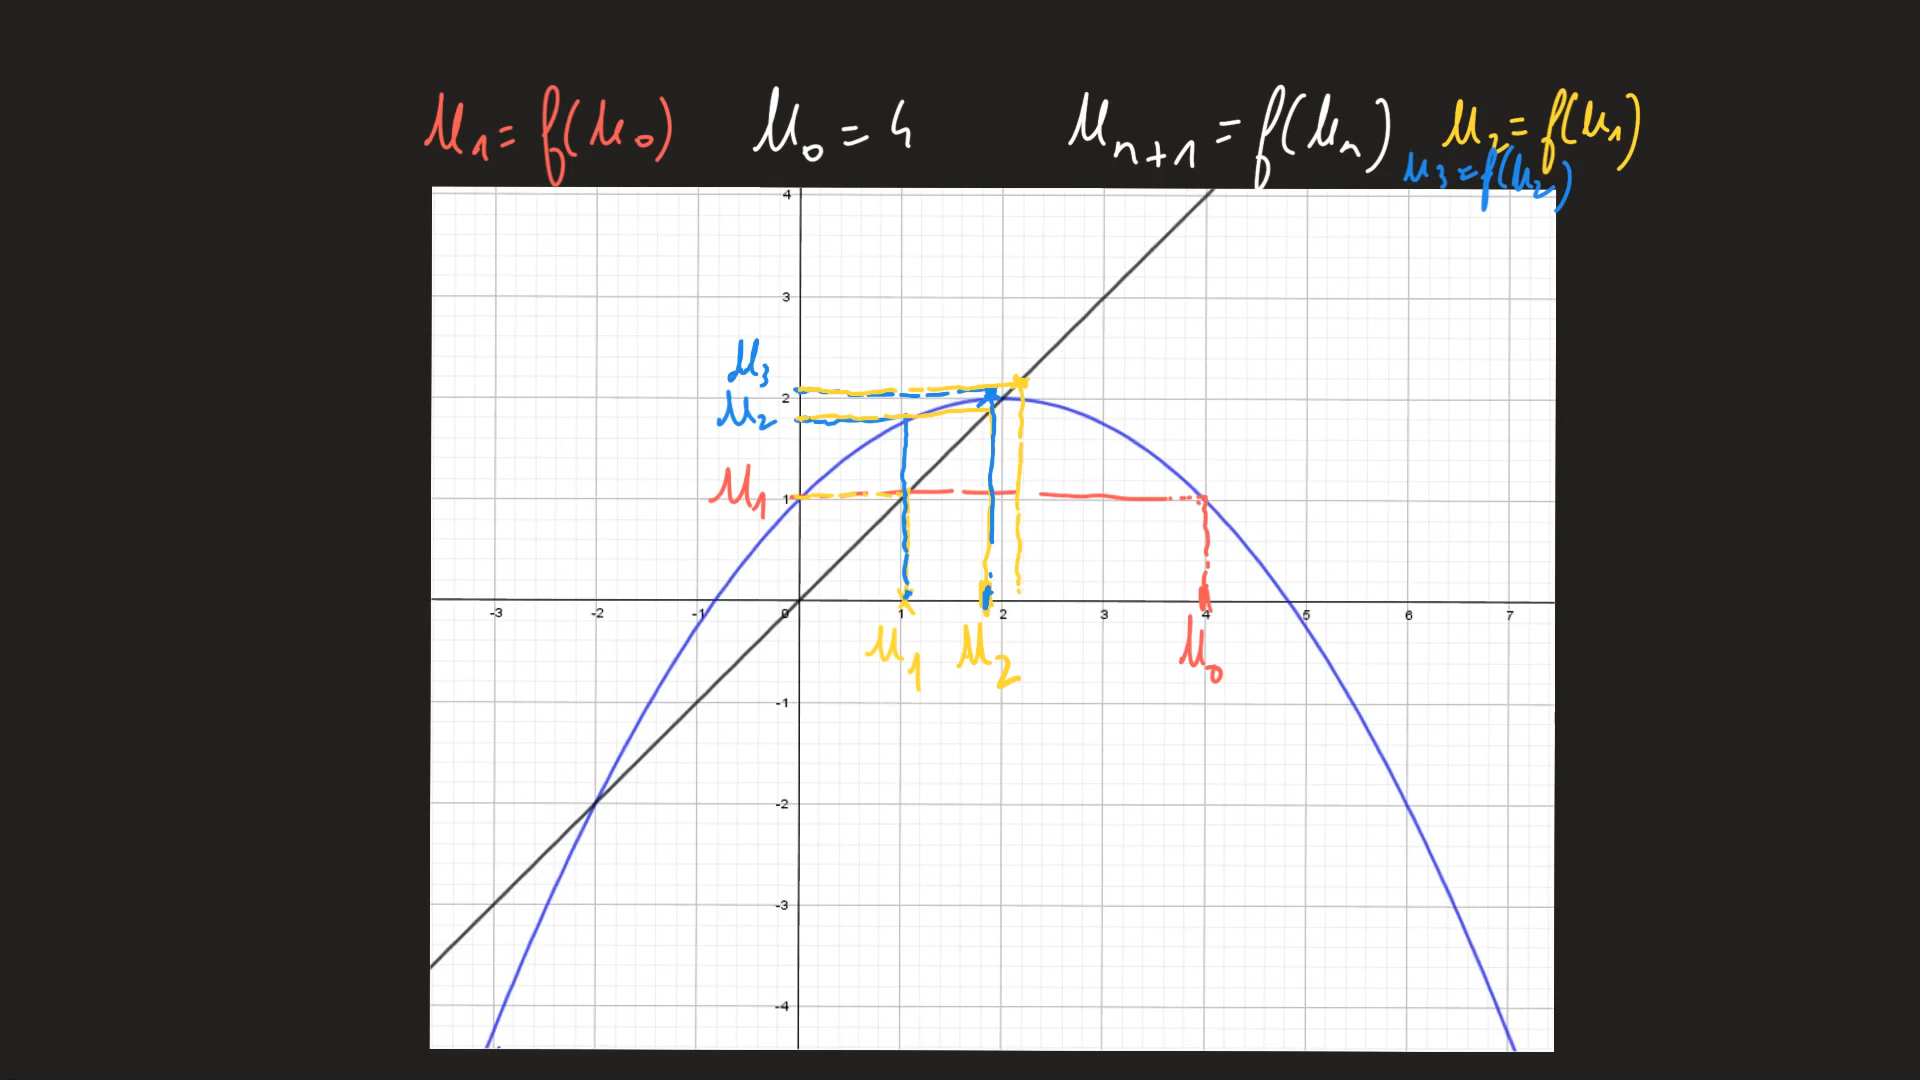 u₁ = f(u₀) u₀ = 4 uₙ₊₁ = f(uₙ) u₂ = f(u₁)
u₃ = f(u₂)
4
3
u₃
2
u₂
u₁ 1
-3 -2 -1 0 1 2 3 4 5 6 7
u₁ u₂ u₀
-1
-2
-3
-4